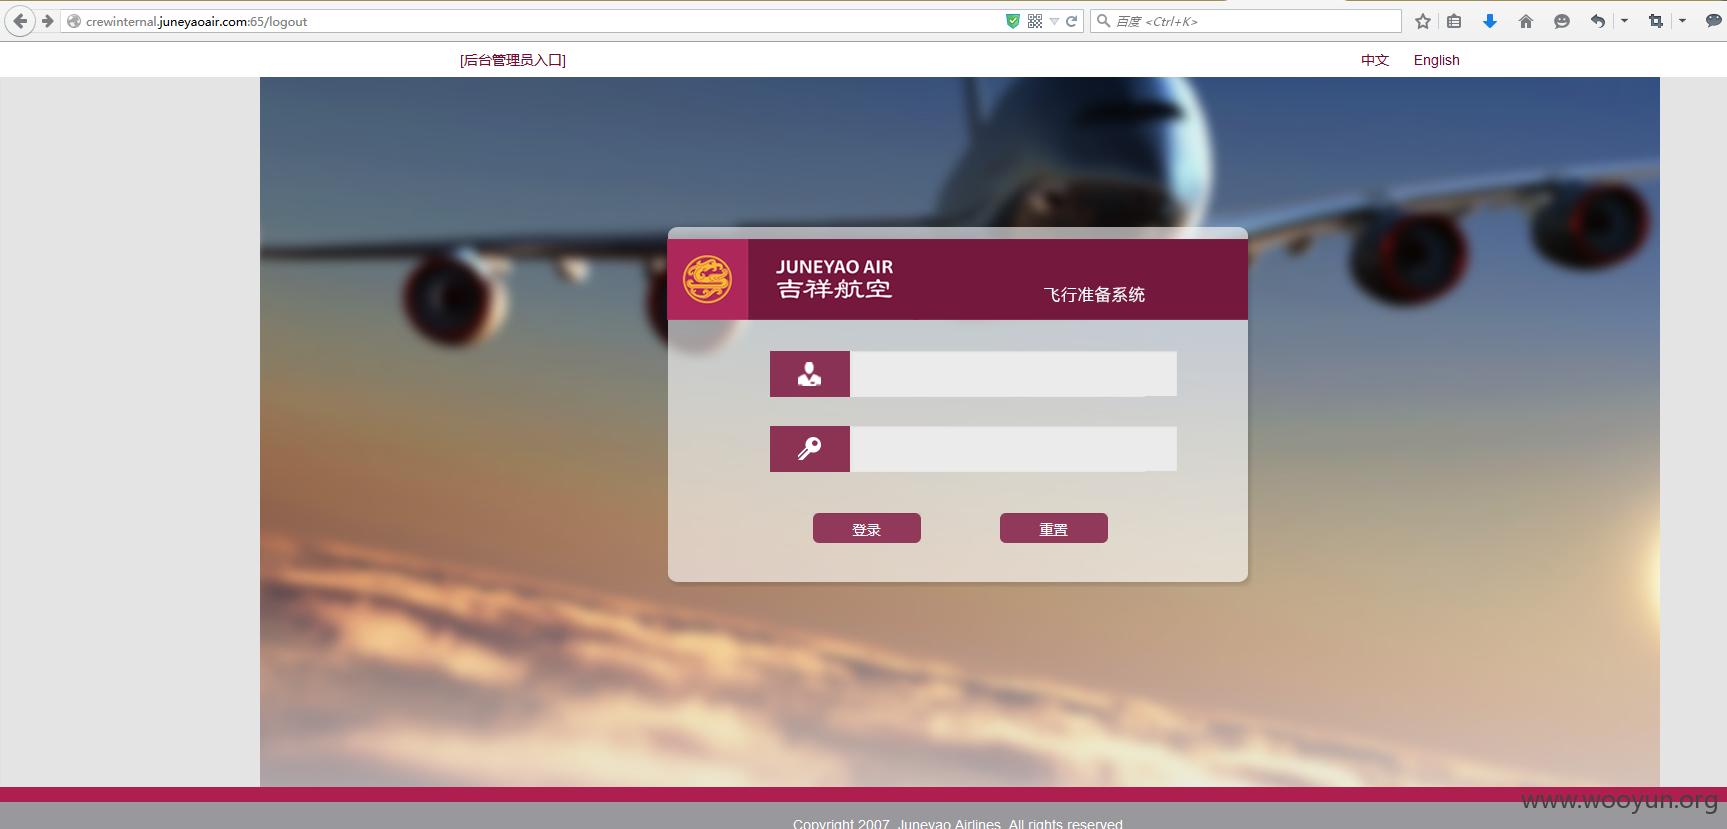 crewinternal.juneyaoair.com:65/logout
百度 <Ctrl+K>
[后台管理员入口]
中文 English
JUNEYAO AIR
吉祥航空
飞行准备系统
登录 重置
www.wooyun.org
Copyright 2007 Juneyao Airlines. All rights reserved